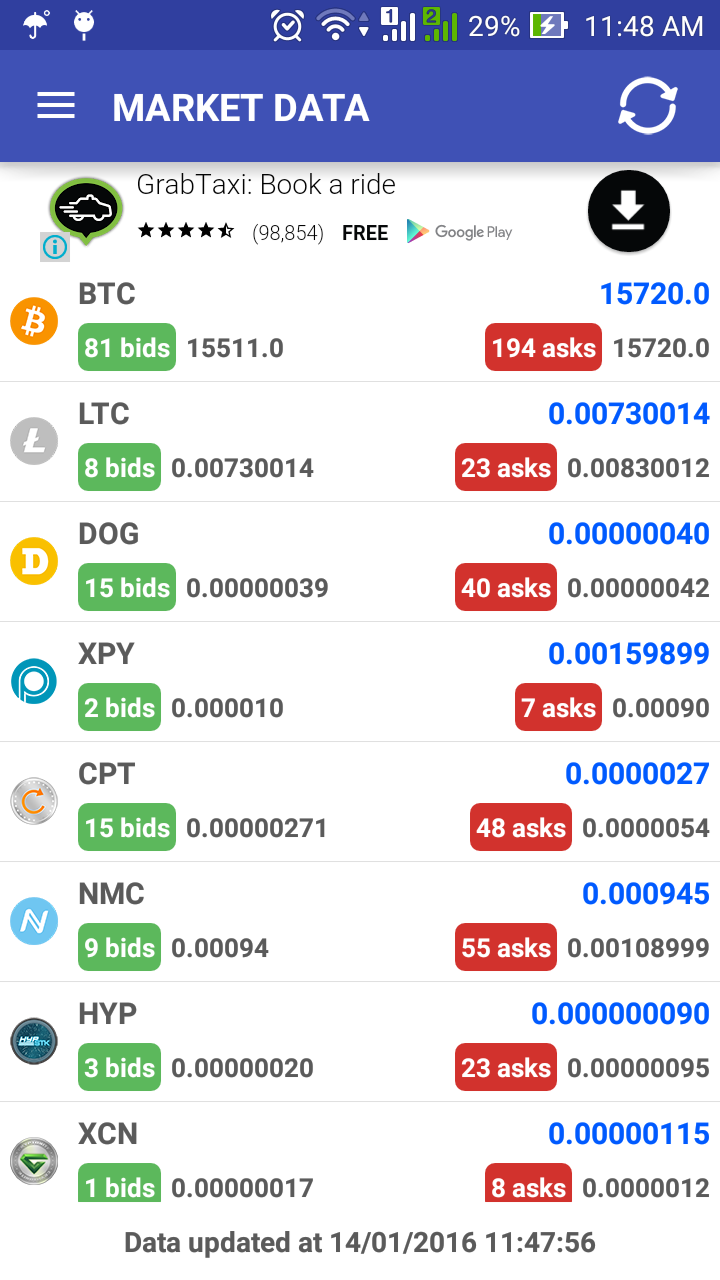 1 2 29% 11:48 AM
MARKET DATA
GrabTaxi: Book a ride
(98,854) FREE Google Play
BTC 15720.0
81 bids 15511.0 194 asks 15720.0
LTC 0.00730014
8 bids 0.00730014 23 asks 0.00830012
DOG 0.00000040
15 bids 0.00000039 40 asks 0.00000042
XPY 0.00159899
2 bids 0.000010 7 asks 0.00090
CPT 0.0000027
15 bids 0.00000271 48 asks 0.0000054
NMC 0.000945
9 bids 0.00094 55 asks 0.00108999
HYP 0.000000090
3 bids 0.00000020 23 asks 0.00000095
XCN 0.00000115
1 bids 0.00000017 8 asks 0.0000012
Data updated at 14/01/2016 11:47:56